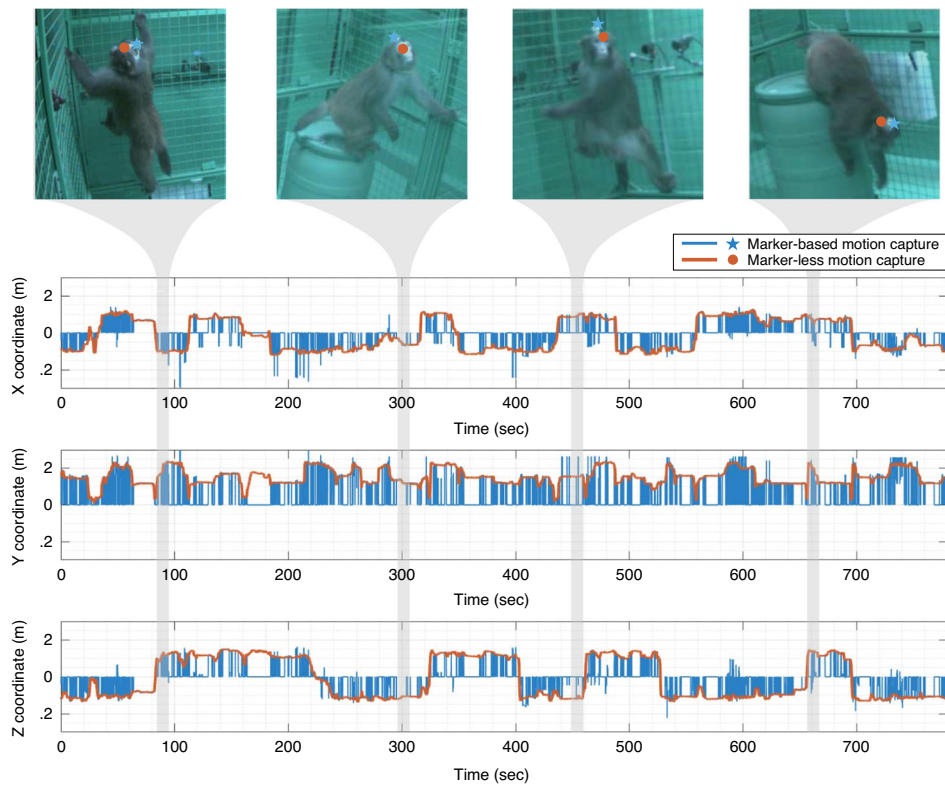 Marker-based motion capture
Marker-less motion capture
X coordinate (m)
2
0
.2
0 100 200 300 400 500 600 700
Time (sec)
Y coordinate (m)
2
0
.2
0 100 200 300 400 500 600 700
Time (sec)
Z coordinate (m)
2
0
.2
0 100 200 300 400 500 600 700
Time (sec)